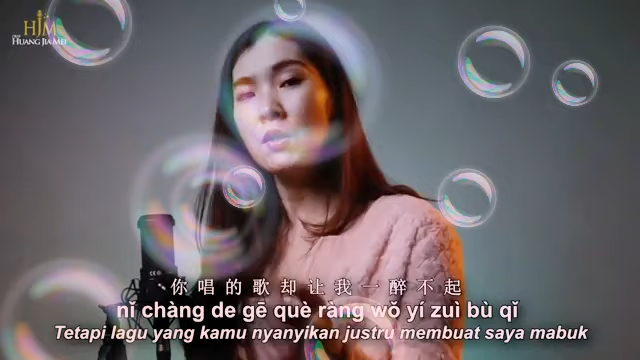 HJM
HUANG JIA MEI
你唱的歌却让我一醉不起
nǐ chàng de gē què ràng wǒ yí zuì bù qǐ
Tetapi lagu yang kamu nyanyikan justru membuat saya mabuk